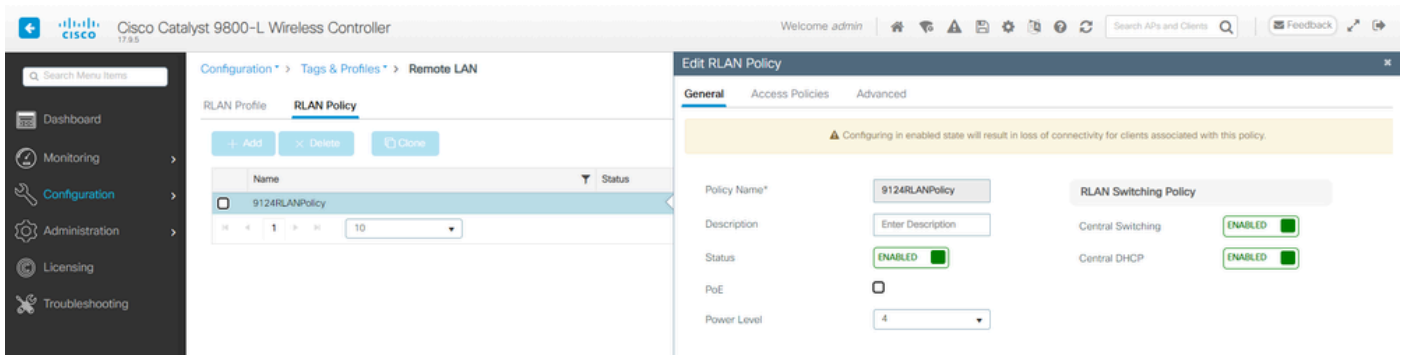 CISCO
Cisco Catalyst 9800-L Wireless Controller
17.9.5
Welcome admin
Search APs and Clients
Feedback
Search Menu Items
Dashboard
Monitoring
Configuration
Administration
Licensing
Troubleshooting
Configuration > Tags & Profiles > Remote LAN
RLAN Profile RLAN Policy
+ Add × Delete Clone
Name Status
9124RLANPolicy
1 10
Edit RLAN Policy
General Access Policies Advanced
Configuring in enabled state will result in loss of connectivity for clients associated with this policy.
Policy Name* 9124RLANPolicy
Description Enter Description
Status ENABLED
PoE
Power Level 4
RLAN Switching Policy
Central Switching ENABLED
Central DHCP ENABLED